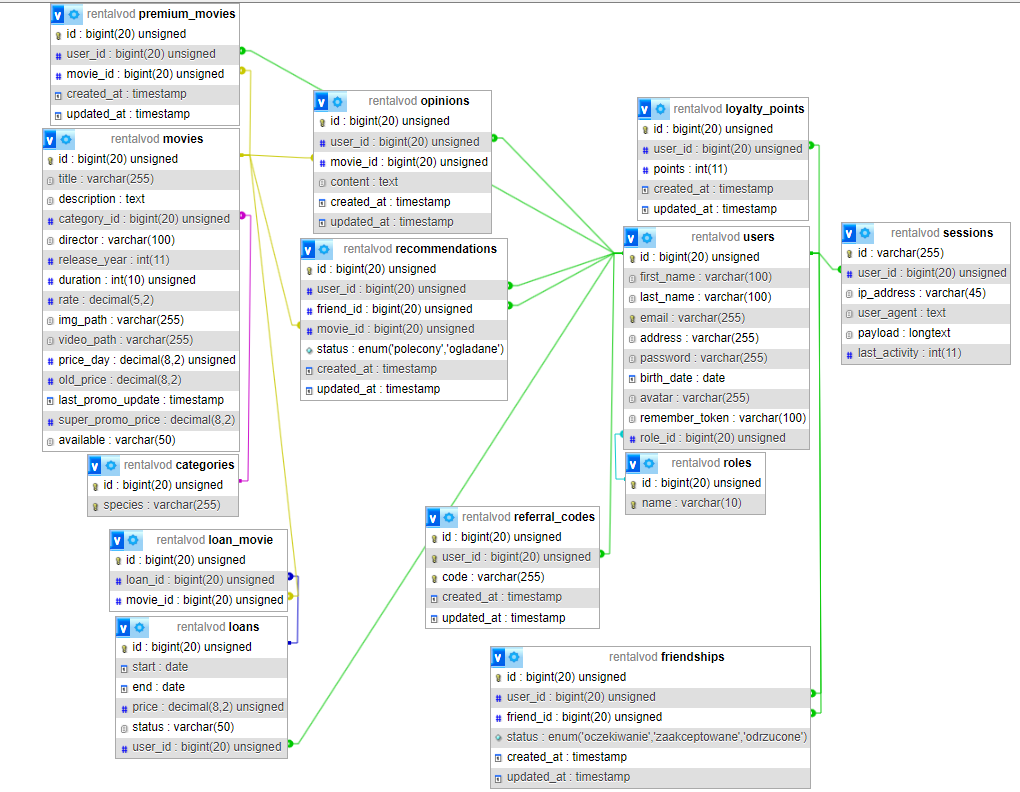 rentalvod premium_movies
id : bigint(20) unsigned
user_id : bigint(20) unsigned
movie_id : bigint(20) unsigned
created_at : timestamp
updated_at : timestamp
rentalvod movies
id : bigint(20) unsigned
title : varchar(255)
description : text
category_id : bigint(20) unsigned
director : varchar(100)
release_year : int(11)
duration : int(10) unsigned
rate : decimal(5,2)
img_path : varchar(255)
video_path : varchar(255)
price_day : decimal(8,2) unsigned
old_price : decimal(8,2)
last_promo_update : timestamp
super_promo_price : decimal(8,2)
available : varchar(50)
rentalvod categories
id : bigint(20) unsigned
species : varchar(255)
rentalvod loan_movie
id : bigint(20) unsigned
loan_id : bigint(20) unsigned
movie_id : bigint(20) unsigned
rentalvod loans
id : bigint(20) unsigned
start : date
end : date
price : decimal(8,2) unsigned
status : varchar(50)
user_id : bigint(20) unsigned
rentalvod opinions
id : bigint(20) unsigned
user_id : bigint(20) unsigned
movie_id : bigint(20) unsigned
content : text
created_at : timestamp
updated_at : timestamp
rentalvod recommendations
id : bigint(20) unsigned
user_id : bigint(20) unsigned
friend_id : bigint(20) unsigned
movie_id : bigint(20) unsigned
status : enum('polecony','ogladane')
created_at : timestamp
updated_at : timestamp
rentalvod referral_codes
id : bigint(20) unsigned
user_id : bigint(20) unsigned
code : varchar(255)
created_at : timestamp
updated_at : timestamp
rentalvod loyalty_points
id : bigint(20) unsigned
user_id : bigint(20) unsigned
points : int(11)
created_at : timestamp
updated_at : timestamp
rentalvod users
id : bigint(20) unsigned
first_name : varchar(100)
last_name : varchar(100)
email : varchar(255)
address : varchar(255)
password : varchar(255)
birth_date : date
avatar : varchar(255)
remember_token : varchar(100)
role_id : bigint(20) unsigned
rentalvod roles
id : bigint(20) unsigned
name : varchar(10)
rentalvod sessions
id : varchar(255)
user_id : bigint(20) unsigned
ip_address : varchar(45)
user_agent : text
payload : longtext
last_activity : int(11)
rentalvod friendships
id : bigint(20) unsigned
user_id : bigint(20) unsigned
friend_id : bigint(20) unsigned
status : enum('oczekiwanie','zaakceptowane','odrzucone')
created_at : timestamp
updated_at : timestamp